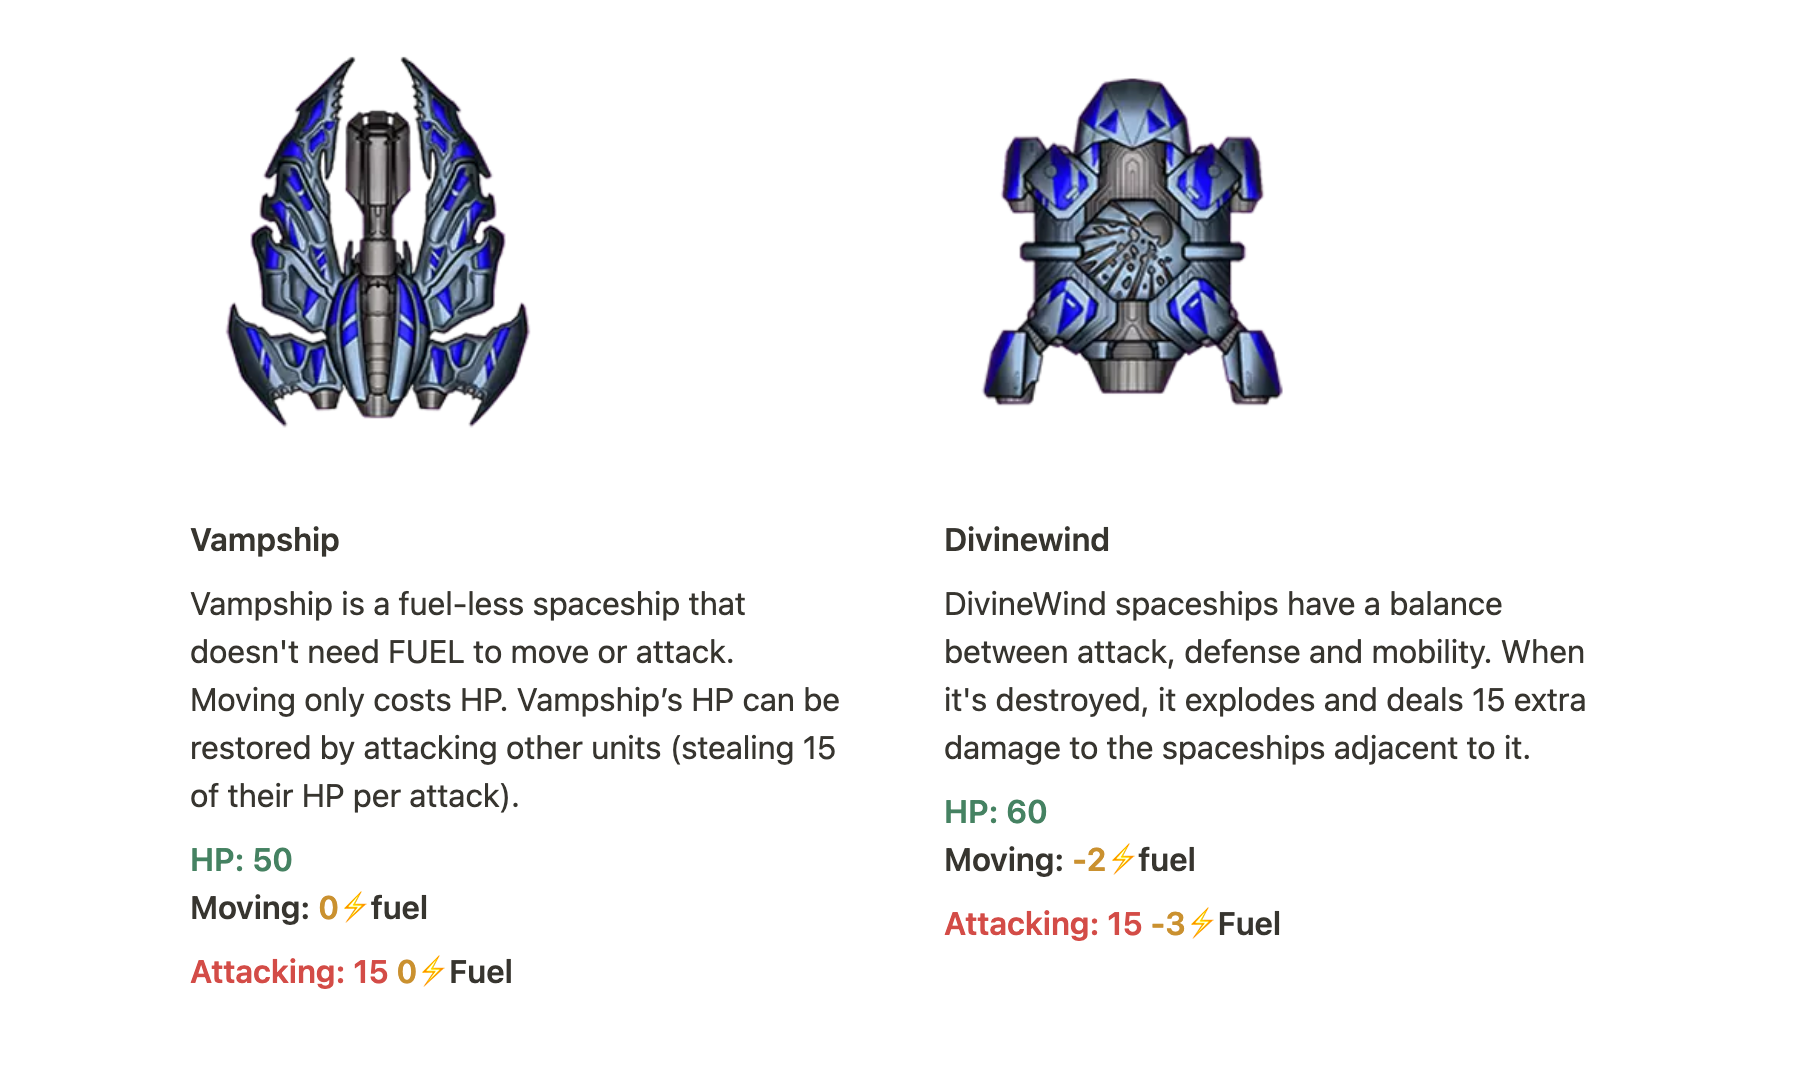 Vampship
Vampship is a fuel-less spaceship that
doesn't need FUEL to move or attack.
Moving only costs HP. Vampship’s HP can be
restored by attacking other units (stealing 15
of their HP per attack).
HP: 50
Moving: 0⚡fuel
Attacking: 15 0⚡Fuel
Divinewind
DivineWind spaceships have a balance
between attack, defense and mobility. When
it's destroyed, it explodes and deals 15 extra
damage to the spaceships adjacent to it.
HP: 60
Moving: -2⚡fuel
Attacking: 15 -3⚡Fuel